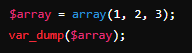 $array = array(1, 2, 3);
var_dump($array);